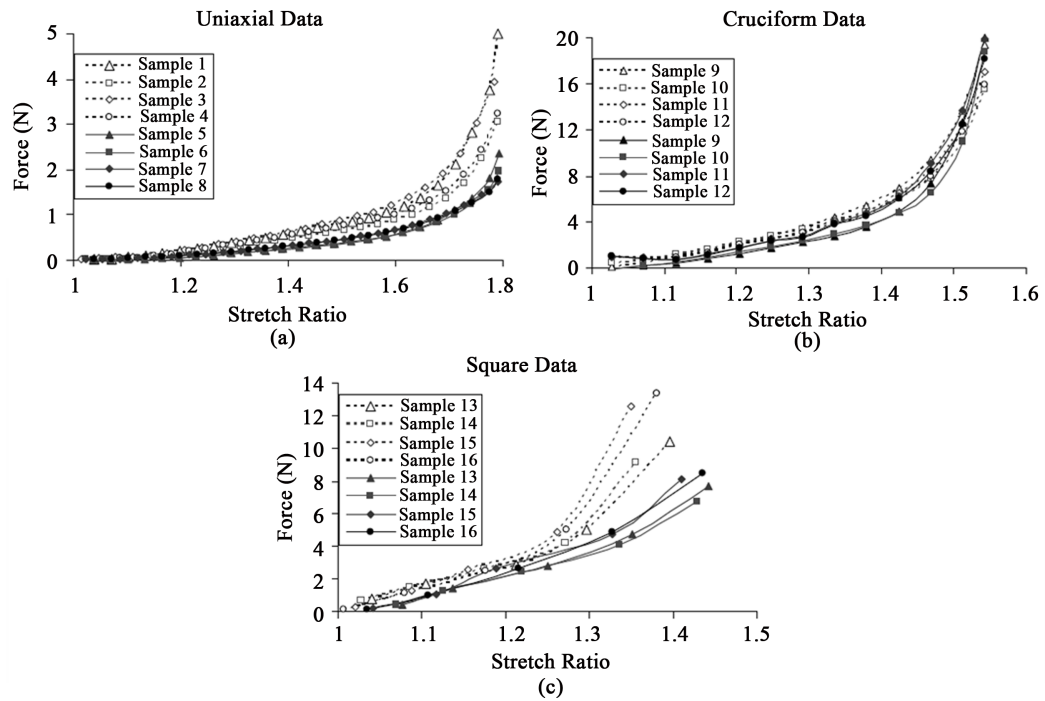 Uniaxial Data
5
4
3
2
1
0
Force (N)
Sample 1
Sample 2
Sample 3
Sample 4
Sample 5
Sample 6
Sample 7
Sample 8
1 1.2 1.4 1.6 1.8
Stretch Ratio
(a)
Cruciform Data
20
16
12
8
4
0
Force (N)
Sample 9
Sample 10
Sample 11
Sample 12
Sample 9
Sample 10
Sample 11
Sample 12
1 1.1 1.2 1.3 1.4 1.5 1.6
Stretch Ratio
(b)
Square Data
14
12
10
8
6
4
2
0
Force (N)
Sample 13
Sample 14
Sample 15
Sample 16
Sample 13
Sample 14
Sample 15
Sample 16
1 1.1 1.2 1.3 1.4 1.5
Stretch Ratio
(c)